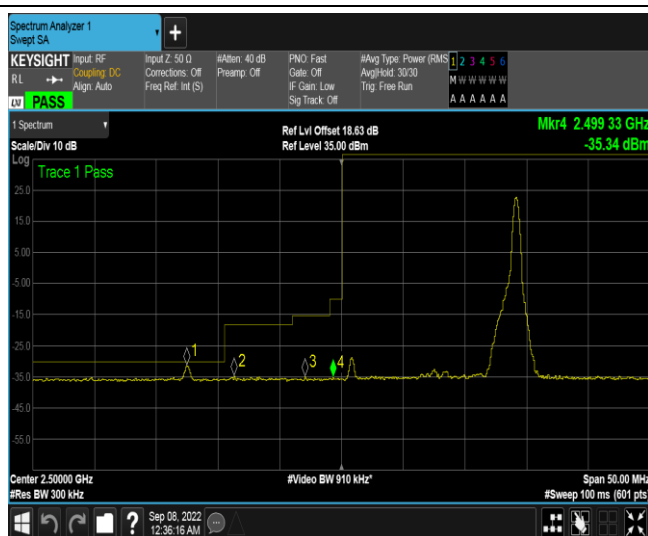 Spectrum Analyzer 1
Swept SA
+
KEYSIGHT
RL
LXI
PASS
Input: RF
Coupling: DC
Align: Auto
Input Z: 50 Ω
Corrections: Off
Freq Ref: Int (S)
#Atten: 40 dB
Preamp: Off
PNO: Fast
Gate: Off
IF Gain: Low
Sig Track: Off
#Avg Type: Power (RMS
Avg|Hold: 30/30
Trig: Free Run
1 2 3 4 5 6
M W W W W W
A A A A A A
1 Spectrum
Scale/Div 10 dB
Ref Lvl Offset 18.63 dB
Ref Level 35.00 dBm
Mkr4 2.499 33 GHz
-35.34 dBm
Log
Trace 1 Pass
25.0
15.0
5.00
-5.00
-15.0
-25.0
-35.0
-45.0
-55.0
1
2
3
4
Center 2.50000 GHz
#Res BW 300 kHz
#Video BW 910 kHz*
Span 50.00 MHz
#Sweep 100 ms (601 pts)
?
Sep 08, 2022
12:36:16 AM